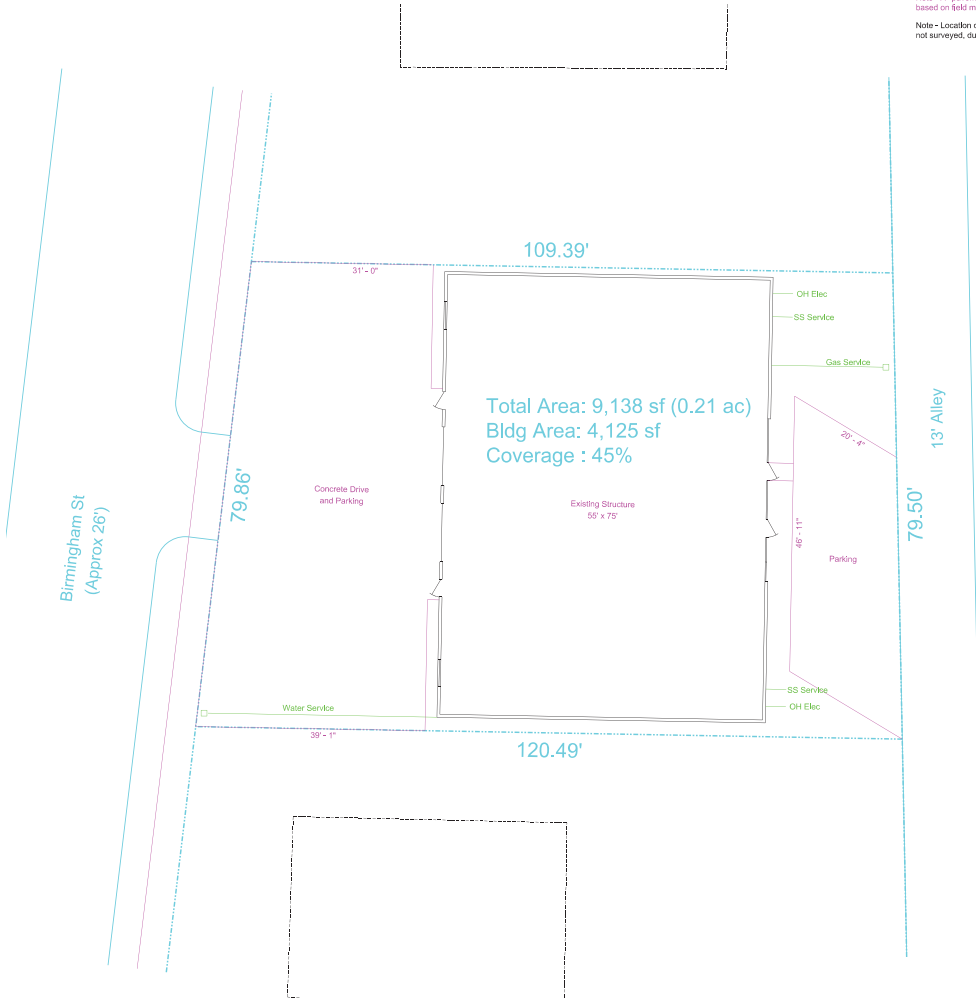 based on field m
Note - Location o
not surveyed, du
109.39'
31' - 0"
OH Elec
SS Service
Gas Service
Total Area: 9,138 sf (0.21 ac)
Bldg Area: 4,125 sf
Coverage : 45%
13' Alley
20' - 4"
79.86'
Concrete Drive
and Parking
Existing Structure
55' x 75'
46' - 11"
79.50'
Parking
Birmingham St
(Approx 26')
SS Service
Water Service
OH Elec
39' - 1"
120.49'